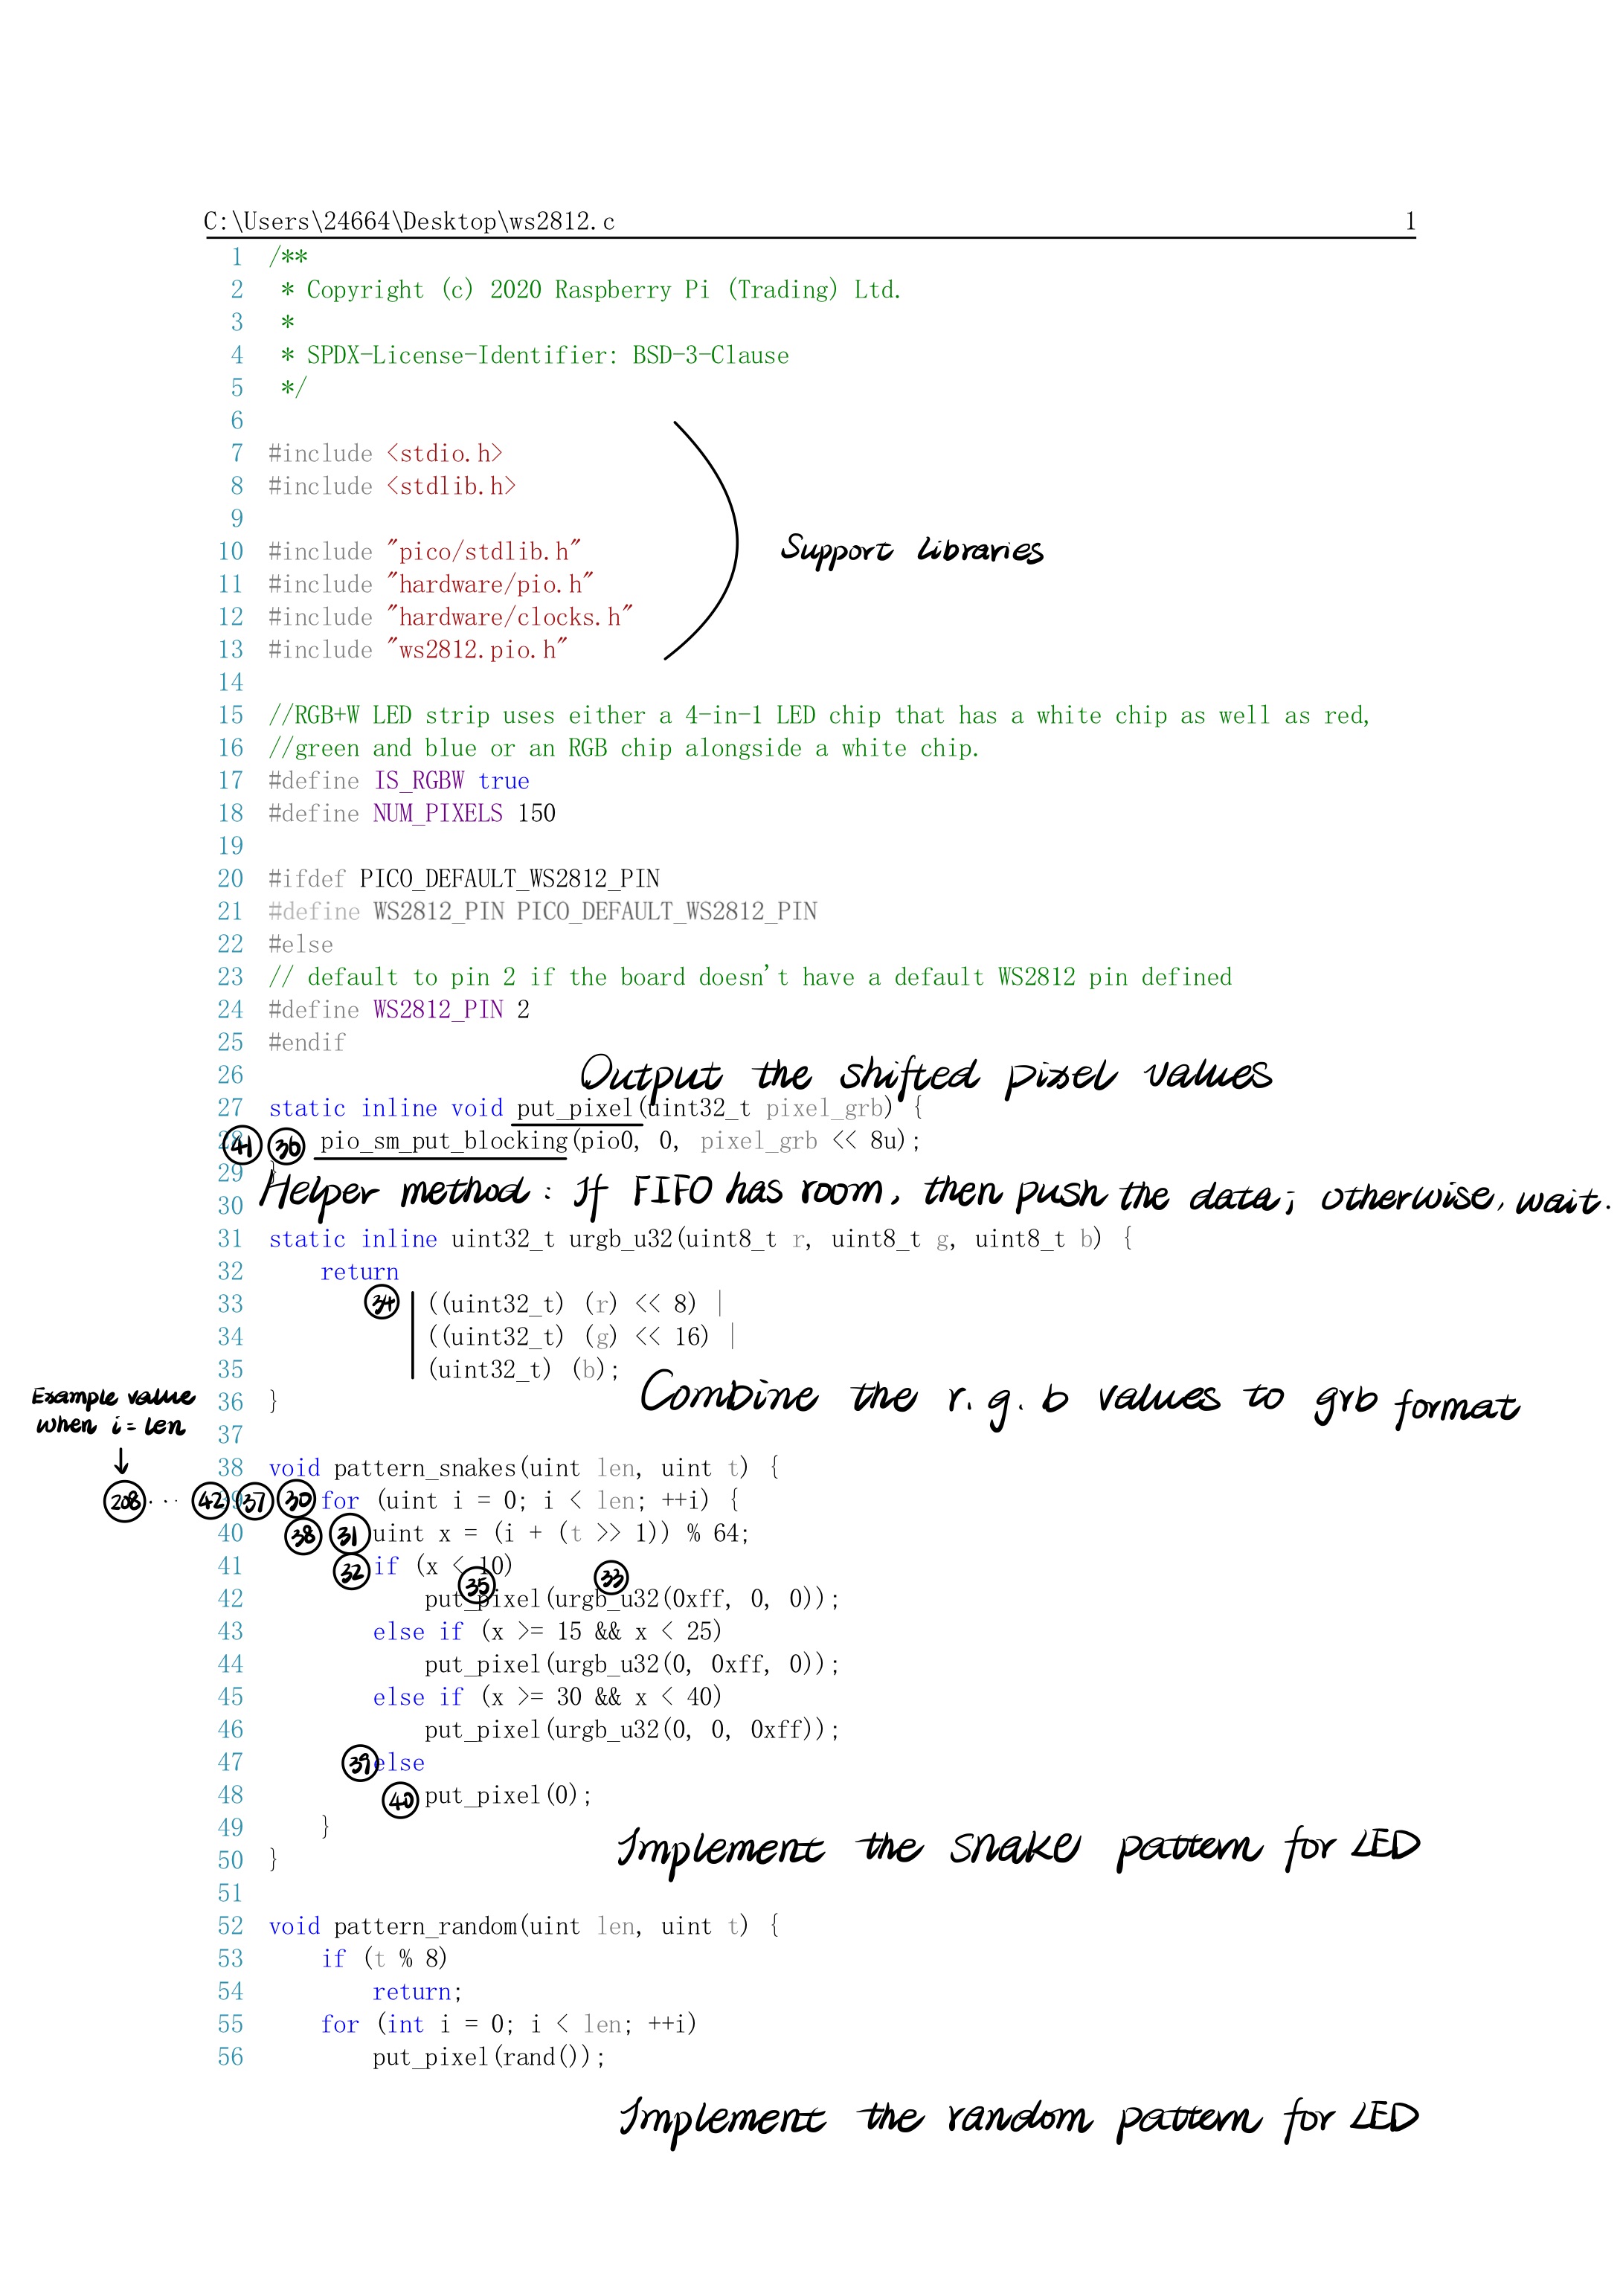 C:\Users\24664\Desktop\ws2812.c 1
1 /**
2 * Copyright (c) 2020 Raspberry Pi (Trading) Ltd.
3 *
4 * SPDX-License-Identifier: BSD-3-Clause
5 */
6
7 #include <stdio.h>
8 #include <stdlib.h>
9
10 #include "pico/stdlib.h"
Support libraries
11 #include "hardware/pio.h"
12 #include "hardware/clocks.h"
13 #include "ws2812.pio.h"
14
15 //RGB+W LED strip uses either a 4-in-1 LED chip that has a white chip as well as red,
16 //green and blue or an RGB chip alongside a white chip.
17 #define IS_RGBW true
18 #define NUM_PIXELS 150
19
20 #ifdef PICO_DEFAULT_WS2812_PIN
21 #define WS2812_PIN PICO_DEFAULT_WS2812_PIN
22 #else
23 // default to pin 2 if the board doesn't have a default WS2812 pin defined
24 #define WS2812_PIN 2
25 #endif
26
Output the shifted pixel values
27 static inline void put_pixel(uint32_t pixel_grb) {
28 41 36 pio_sm_put_blocking(pio0, 0, pixel_grb << 8u);
29 }
30
Helper method: If FIFO has room, then push the data; otherwise, wait.
31 static inline uint32_t urgb_u32(uint8_t r, uint8_t g, uint8_t b) {
32 return
33 34 ((uint32_t) (r) << 8) |
34 ((uint32_t) (g) << 16) |
35 (uint32_t) (b);
Example value
when i = len
36 }
Combine the r. g. b values to grb format
37
38 void pattern_snakes(uint len, uint t) {
208 ... 42 39 37 30 for (uint i = 0; i < len; ++i) {
40 38 31 uint x = (i + (t >> 1)) % 64;
41 32 if (x < 10)
35 33
42 put_pixel(urgb_u32(0xff, 0, 0));
43 else if (x >= 15 && x < 25)
44 put_pixel(urgb_u32(0, 0xff, 0));
45 else if (x >= 30 && x < 40)
46 put_pixel(urgb_u32(0, 0, 0xff));
47 39 else
48 40 put_pixel(0);
49 }
50 }
Implement the snake pattern for LED
51
52 void pattern_random(uint len, uint t) {
53 if (t % 8)
54 return;
55 for (int i = 0; i < len; ++i)
56 put_pixel(rand());
Implement the random pattern for LED